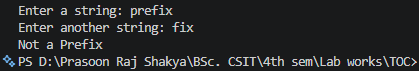 Enter a string: prefix
Enter another string: fix
Not a Prefix
PS D:\Prasoon Raj Shakya\BSc. CSIT\4th sem\Lab works\TOC>